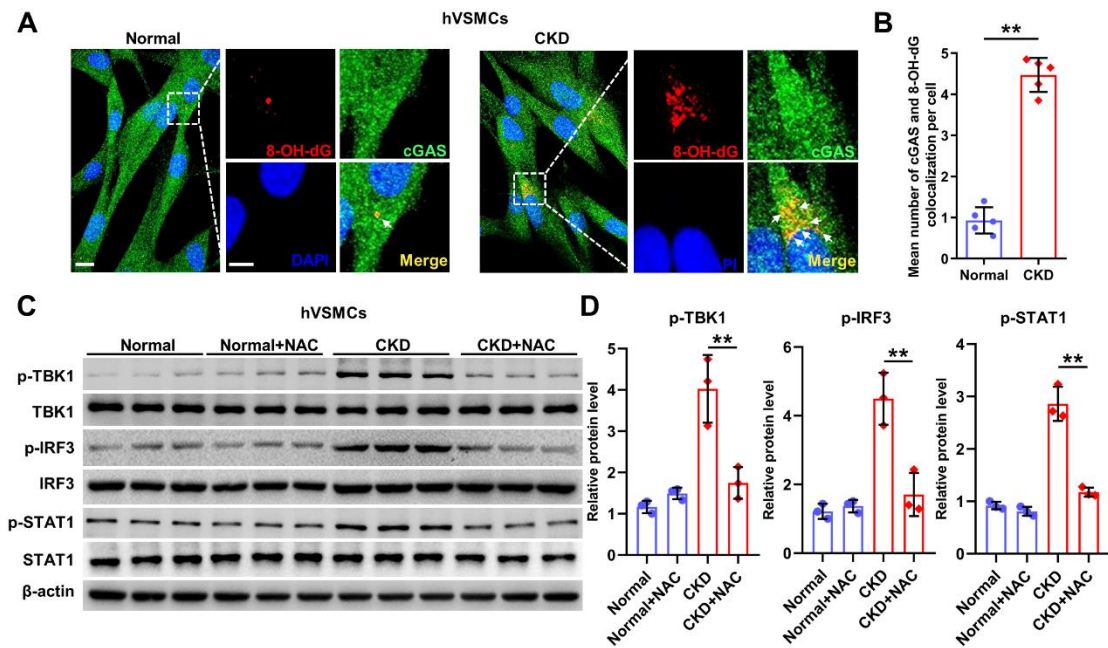 hVSMCs
A
Normal
CKD
8-OH-dG
cGAS
DAPI
Merge
8-OH-dG
cGAS
PI
Merge
B
**
Mean number of cGAS and 8-OH-dG
colocalization per cell
5
4
3
2
1
0
Normal
CKD
C
hVSMCs
Normal
Normal+NAC
CKD
CKD+NAC
p-TBK1
TBK1
p-IRF3
IRF3
p-STAT1
STAT1
β-actin
D
p-TBK1
**
Relative protein level
5
4
3
2
1
0
Normal
Normal+NAC
CKD
CKD+NAC
p-IRF3
**
Relative protein level
6
4
2
0
Normal
Normal+NAC
CKD
CKD+NAC
p-STAT1
**
Relative protein level
4
3
2
1
0
Normal
Normal+NAC
CKD
CKD+NAC